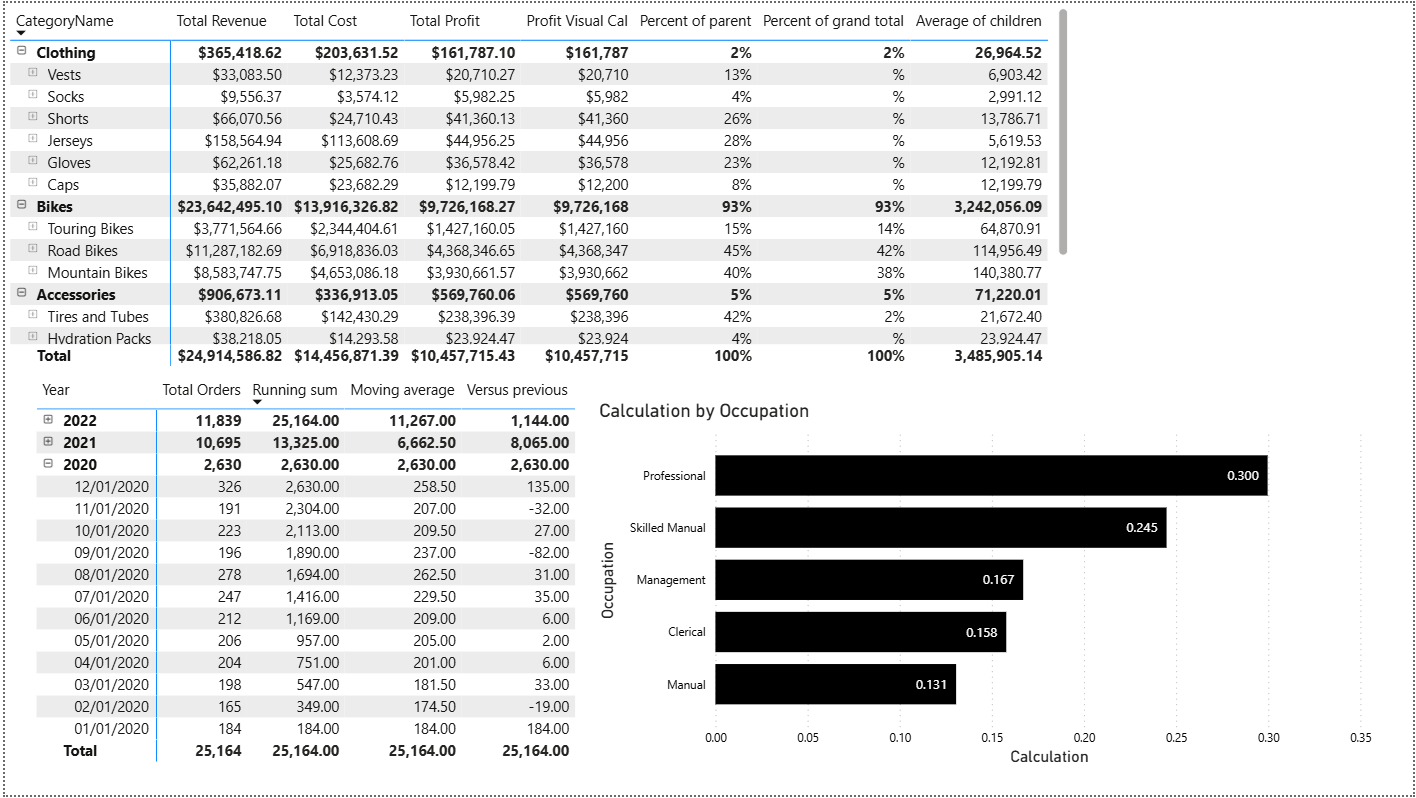 CategoryName Total Revenue Total Cost Total Profit Profit Visual Cal Percent of parent Percent of grand total Average of children
Clothing $365,418.62 $203,631.52 $161,787.10 $161,787 2% 2% 26,964.52
Vests $33,083.50 $12,373.23 $20,710.27 $20,710 13% % 6,903.42
Socks $9,556.37 $3,574.12 $5,982.25 $5,982 4% % 2,991.12
Shorts $66,070.56 $24,710.43 $41,360.13 $41,360 26% % 13,786.71
Jerseys $158,564.94 $113,608.69 $44,956.25 $44,956 28% % 5,619.53
Gloves $62,261.18 $25,682.76 $36,578.42 $36,578 23% % 12,192.81
Caps $35,882.07 $23,682.29 $12,199.79 $12,200 8% % 12,199.79
Bikes $23,642,495.10 $13,916,326.82 $9,726,168.27 $9,726,168 93% 93% 3,242,056.09
Touring Bikes $3,771,564.66 $2,344,404.61 $1,427,160.05 $1,427,160 15% 14% 64,870.91
Road Bikes $11,287,182.69 $6,918,836.03 $4,368,346.65 $4,368,347 45% 42% 114,956.49
Mountain Bikes $8,583,747.75 $4,653,086.18 $3,930,661.57 $3,930,662 40% 38% 140,380.77
Accessories $906,673.11 $336,913.05 $569,760.06 $569,760 5% 5% 71,220.01
Tires and Tubes $380,826.68 $142,430.29 $238,396.39 $238,396 42% 2% 21,672.40
Hydration Packs $38,218.05 $14,293.58 $23,924.47 $23,924 4% % 23,924.47
Total $24,914,586.82 $14,456,871.39 $10,457,715.43 $10,457,715 100% 100% 3,485,905.14
Year Total Orders Running sum Moving average Versus previous
2022 11,839 25,164.00 11,267.00 1,144.00
2021 10,695 13,325.00 6,662.50 8,065.00
2020 2,630 2,630.00 2,630.00 2,630.00
12/01/2020 326 2,630.00 258.50 135.00
11/01/2020 191 2,304.00 207.00 -32.00
10/01/2020 223 2,113.00 209.50 27.00
09/01/2020 196 1,890.00 237.00 -82.00
08/01/2020 278 1,694.00 262.50 31.00
07/01/2020 247 1,416.00 229.50 35.00
06/01/2020 212 1,169.00 209.00 6.00
05/01/2020 206 957.00 205.00 2.00
04/01/2020 204 751.00 201.00 6.00
03/01/2020 198 547.00 181.50 33.00
02/01/2020 165 349.00 174.50 -19.00
01/01/2020 184 184.00 184.00 184.00
Total 25,164 25,164.00 25,164.00 25,164.00
Calculation by Occupation
Occupation
Professional 0.300
Skilled Manual 0.245
Management 0.167
Clerical 0.158
Manual 0.131
0.00 0.05 0.10 0.15 0.20 0.25 0.30 0.35
Calculation